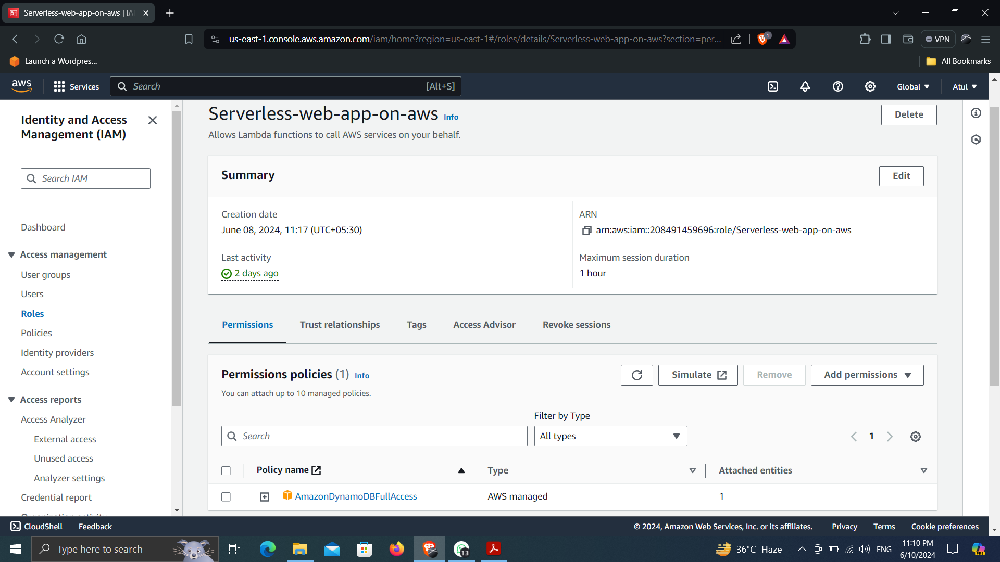 Serverless-web-app-on-aws | IA
us-east-1.console.aws.amazon.com/iam/home?region=us-east-1#/roles/details/Serverless-web-app-on-aws?section=per...
1
VPN
Launch a Wordpres...
All Bookmarks
aws
Services
Search
[Alt+S]
Global
Atul
Identity and Access
Management (IAM)
Search IAM
Dashboard
Access management
User groups
Users
Roles
Policies
Identity providers
Account settings
Access reports
Access Analyzer
External access
Unused access
Analyzer settings
Credential report
Organization activity
Serverless-web-app-on-aws Info
Delete
Allows Lambda functions to call AWS services on your behalf.
Summary
Edit
Creation date
June 08, 2024, 11:17 (UTC+05:30)
ARN
arn:aws:iam::208491459696:role/Serverless-web-app-on-aws
Last activity
2 days ago
Maximum session duration
1 hour
Permissions
Trust relationships
Tags
Access Advisor
Revoke sessions
Permissions policies (1) Info
Simulate
Remove
Add permissions
You can attach up to 10 managed policies.
Filter by Type
Search
All types
1
Policy name
Type
Attached entities
AmazonDynamoDBFullAccess
AWS managed
1
CloudShell
Feedback
© 2024, Amazon Web Services, Inc. or its affiliates.
Privacy
Terms
Cookie preferences
Type here to search
13
36°C Haze
ENG
11:10 PM
6/10/2024
PRE